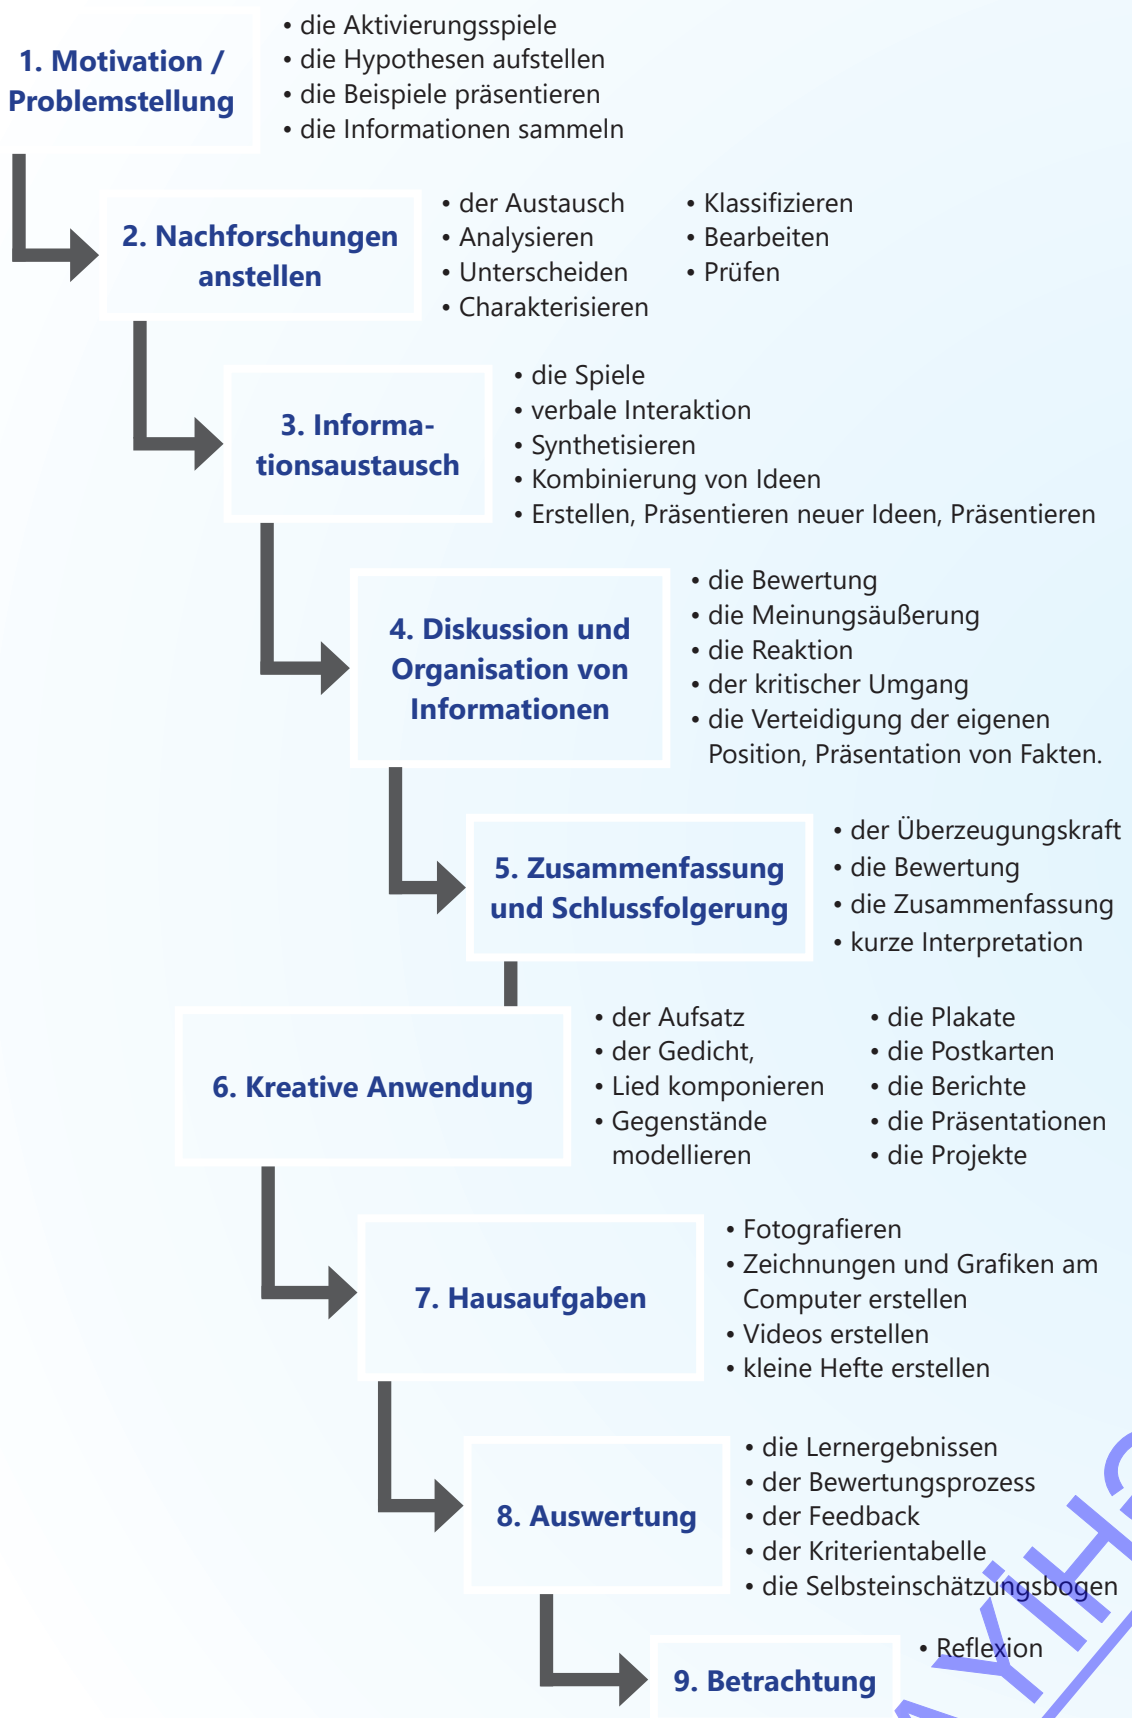 1. Motivation /
Problemstellung
• die Aktivierungsspiele
• die Hypothesen aufstellen
• die Beispiele präsentieren
• die Informationen sammeln
2. Nachforschungen
anstellen
• der Austausch
• Analysieren
• Unterscheiden
• Charakterisieren
• Klassifizieren
• Bearbeiten
• Prüfen
3. Informa-
tionsaustausch
• die Spiele
• verbale Interaktion
• Synthetisieren
• Kombinierung von Ideen
• Erstellen, Präsentieren neuer Ideen, Präsentieren
4. Diskussion und
Organisation von
Informationen
• die Bewertung
• die Meinungsäußerung
• die Reaktion
• der kritischer Umgang
• die Verteidigung der eigenen
Position, Präsentation von Fakten.
5. Zusammenfassung
und Schlussfolgerung
• der Überzeugungskraft
• die Bewertung
• die Zusammenfassung
• kurze Interpretation
6. Kreative Anwendung
• der Aufsatz
• der Gedicht,
• Lied komponieren
• Gegenstände
modellieren
• die Plakate
• die Postkarten
• die Berichte
• die Präsentationen
• die Projekte
7. Hausaufgaben
• Fotografieren
• Zeichnungen und Grafiken am
Computer erstellen
• Videos erstellen
• kleine Hefte erstellen
8. Auswertung
• die Lernergebnissen
• der Bewertungsprozess
• der Feedback
• der Kriterientabelle
• die Selbsteinschätzungsbogen
9. Betrachtung
• Reflexion